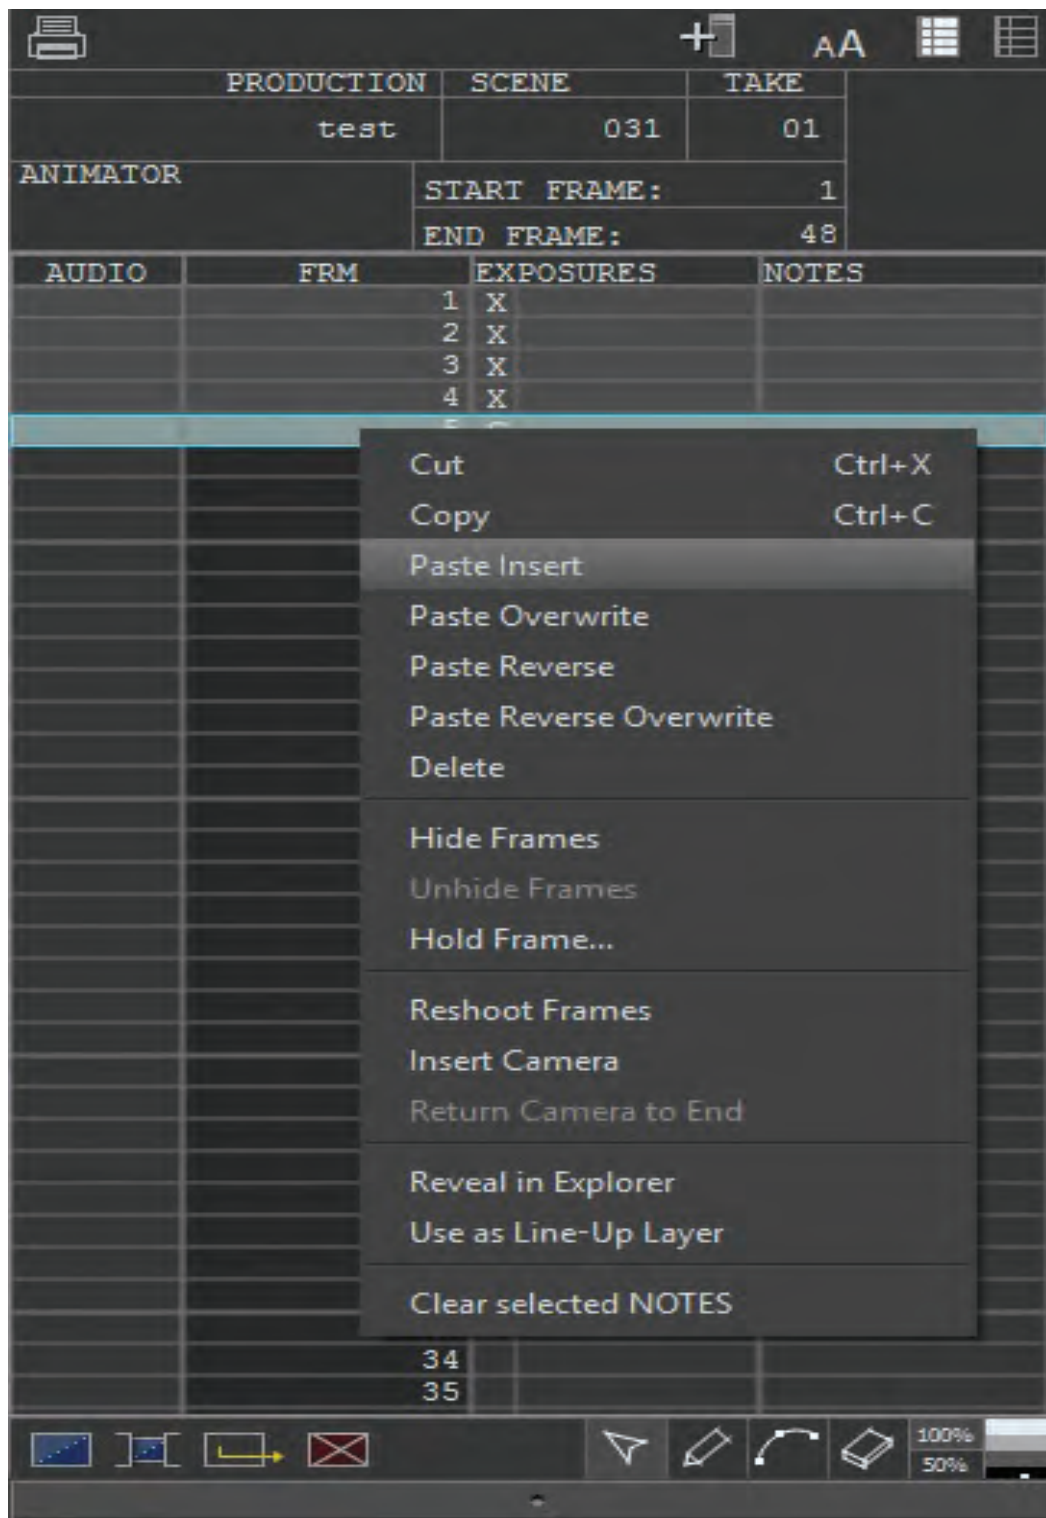 AA
PRODUCTION SCENE TAKE
test 031 01
ANIMATOR
START FRAME: 1
END FRAME: 48
AUDIO FRM EXPOSURES NOTES
1 X
2 X
3 X
4 X
Cut Ctrl+X
Copy Ctrl+C
Paste Insert
Paste Overwrite
Paste Reverse
Paste Reverse Overwrite
Delete
Hide Frames
Unhide Frames
Hold Frame...
Reshoot Frames
Insert Camera
Return Camera to End
Reveal in Explorer
Use as Line-Up Layer
Clear selected NOTES
34
35
100%
50%